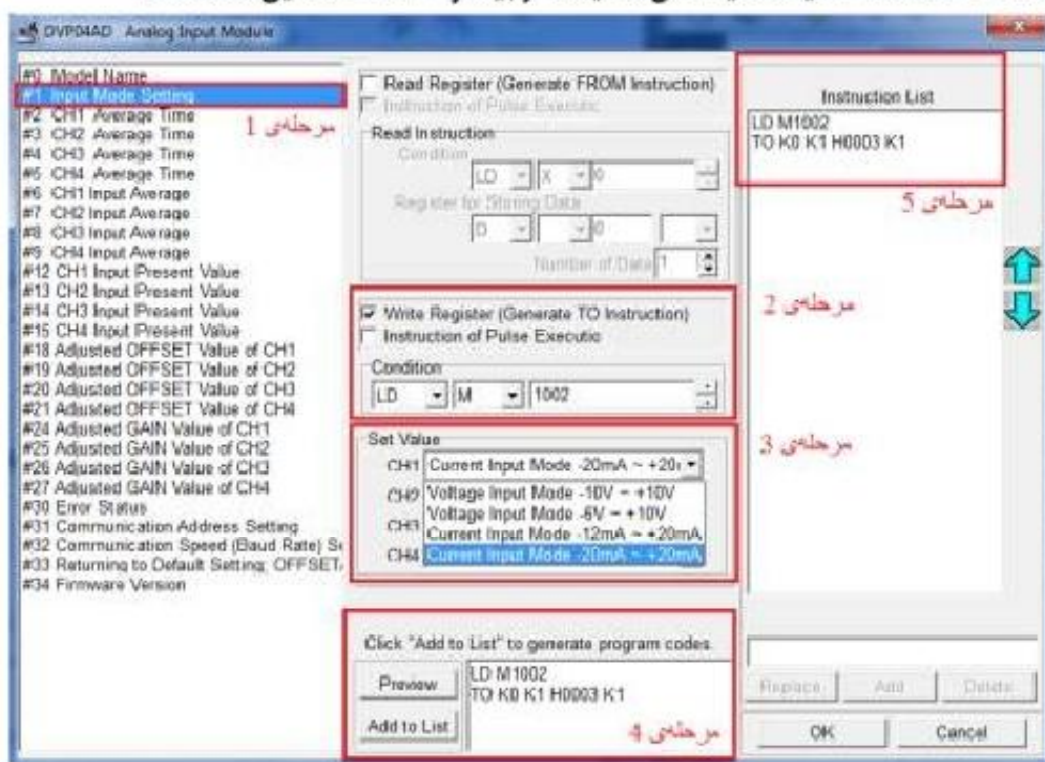 DVP04AD Analog Input Module
#0 Modell Name
#1 Input Mode Setting
#2 CH1 Average Time
#3 CH2 Average Time
#4 CH3 Average Time
#5 CH4 Average Time
#6 CH1 Input Average
#7 CH2 Input Average
#8 CH3 Input Average
#9 CH4 Input Average
#12 CH1 Input Present Value
#13 CH2 Input Present Value
#14 CH3 Input Present Value
#15 CH4 Input Present Value
#18 Adjusted OFFSET Value of CH1
#19 Adjusted OFFSET Value of CH2
#20 Adjusted OFFSET Value of CH3
#21 Adjusted OFFSET Value of CH4
#24 Adjusted GAIN Value of CH1
#25 Adjusted GAIN Value of CH2
#26 Adjusted GAIN Value of CH3
#27 Adjusted GAIN Value of CH4
#30 Error Status
#31 Communication Address Setting
#32 Communication Speed (Baud Rate) Se
#33 Returning to Default Setting; OFFSET,
#34 Firmware Version
مرحله‌ی 1
Read Register (Generate FROM Instruction)
Instruction of Pulse Executio
Read Instruction
Condition
LD X 0
Register for Storing Data
D 0
Number of Data 1
Write Register (Generate TO Instruction)
Instruction of Pulse Executio
Condition
LD M 1002
مرحله‌ی 2
Set Value
CH1 Current Input Mode -20mA ~ +20
CH2 Voltage Input Mode -10V ~ +10V
Voltage Input Mode -6V ~ +10V
CH3 Current Input Mode -12mA ~ +20mA
CH4 Current Input Mode -20mA ~ +20mA
مرحله‌ی 3
Click "Add to List" to generate program codes
Preview
Add to List
LD M1002
TO K0 K1 H0003 K1
مرحله‌ی 4
Instruction List
LD M1002
TO K0 K1 H0003 K1
مرحله‌ی 5
Replace Add Delete
OK Cancel